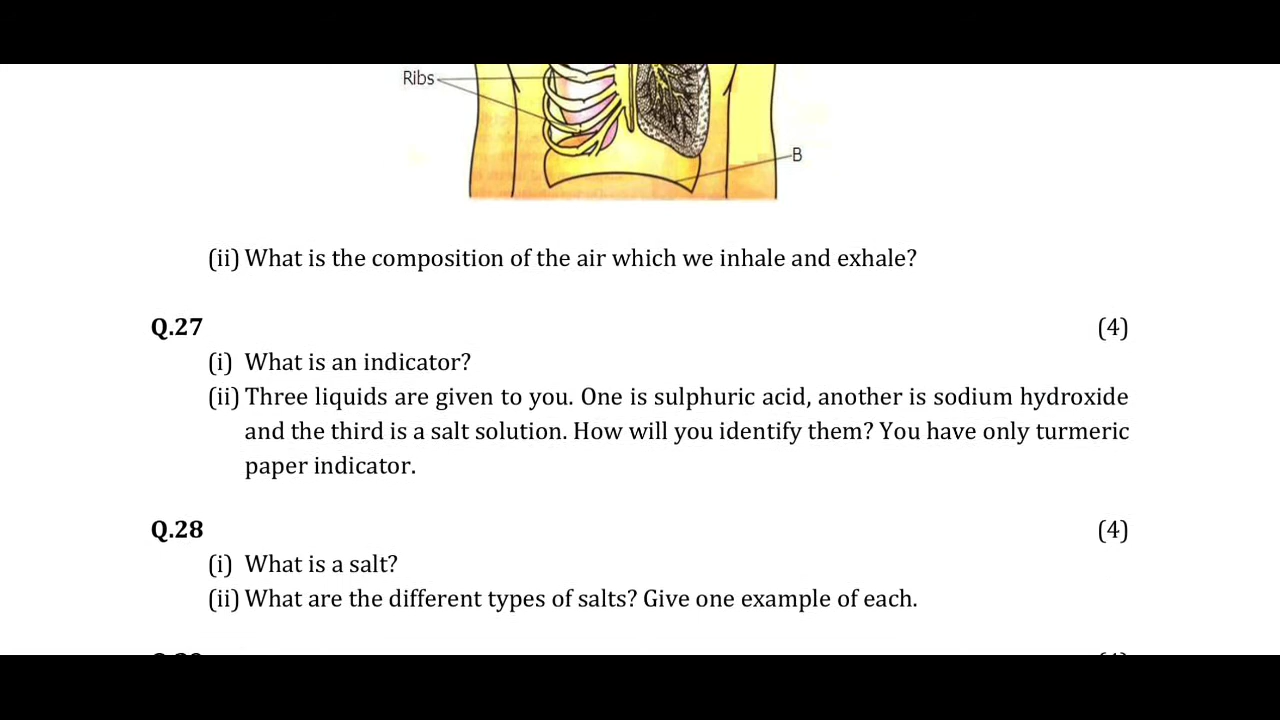 Ribs
B
(ii) What is the composition of the air which we inhale and exhale?
Q.27 (4)
(i) What is an indicator?
(ii) Three liquids are given to you. One is sulphuric acid, another is sodium hydroxide
and the third is a salt solution. How will you identify them? You have only turmeric
paper indicator.
Q.28 (4)
(i) What is a salt?
(ii) What are the different types of salts? Give one example of each.